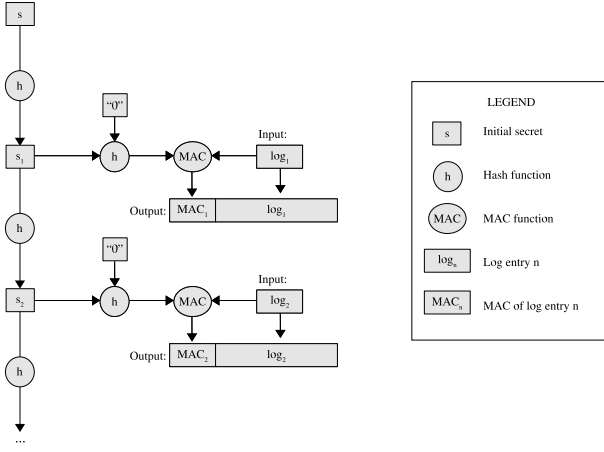 s
h
"0"
Input:
s₁
h
MAC
log₁
Output:
MAC₁
log₁
h
"0"
Input:
s₂
h
MAC
log₂
Output:
MAC₂
log₂
h
...
LEGEND
s
Initial secret
h
Hash function
MAC
MAC function
logₙ
Log entry n
MACₙ
MAC of log entry n